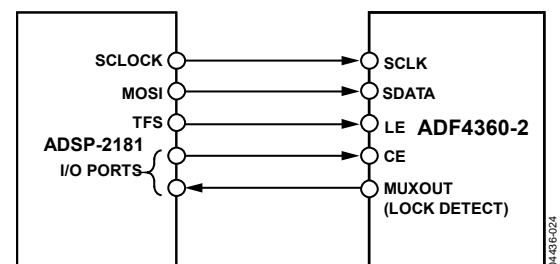 SCLOCK
MOSI
TFS
ADSP-2181
I/O PORTS
SCLK
SDATA
LE
ADF4360-2
CE
MUXOUT
(LOCK DETECT)
04436-024